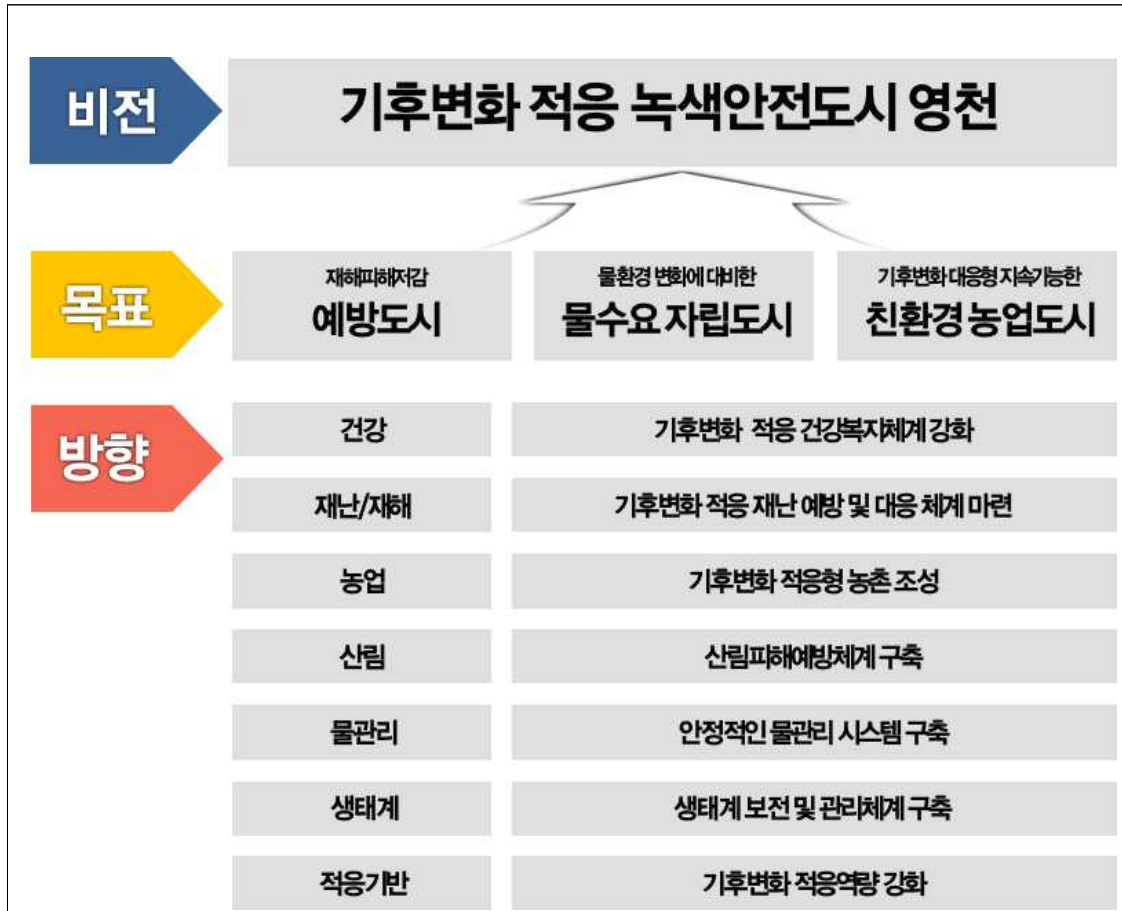 비전
기후변화 적응 녹색안전도시 영천
목표
재해피해저감
예방도시
물환경 변화에 대비한
물수요 자립도시
기후변화 대응형 지속가능한
친환경 농업도시
방향
건강
기후변화 적응 건강복지체계 강화
재난/재해
기후변화 적응 재난 예방 및 대응 체계 마련
농업
기후변화 적응형 농촌 조성
산림
산림피해예방체계 구축
물관리
안정적인 물관리 시스템 구축
생태계
생태계 보전 및 관리체계 구축
적응기반
기후변화 적응역량 강화